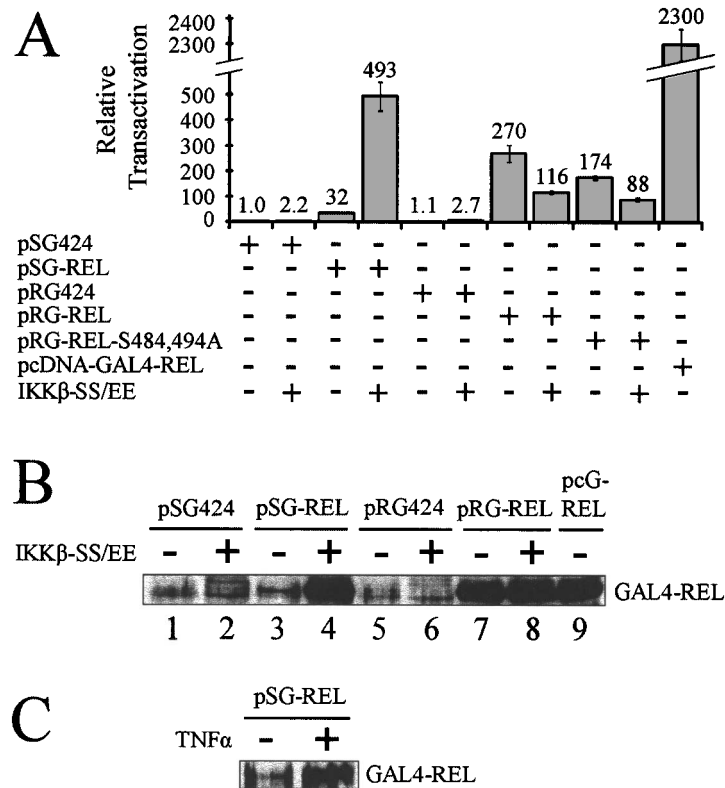 A
Relative
Transactivation
2400
2300
500
400
300
200
100
0
1.0 2.2 32 493 1.1 2.7 270 116 174 88 2300
pSG424 + + - - - - - - - - -
pSG-REL - - + + - - - - - - -
pRG424 - - - - + + - - - - -
pRG-REL - - - - - - + + - - -
pRG-REL-S484,494A - - - - - - - - + + -
pcDNA-GAL4-REL - - - - - - - - - - +
IKKβ-SS/EE - + - + - + - + - + -
B
pSG424 pSG-REL pRG424 pRG-REL pcG-
REL
IKKβ-SS/EE - + - + - + - + -
GAL4-REL
1 2 3 4 5 6 7 8 9
C
pSG-REL
TNFα - +
GAL4-REL